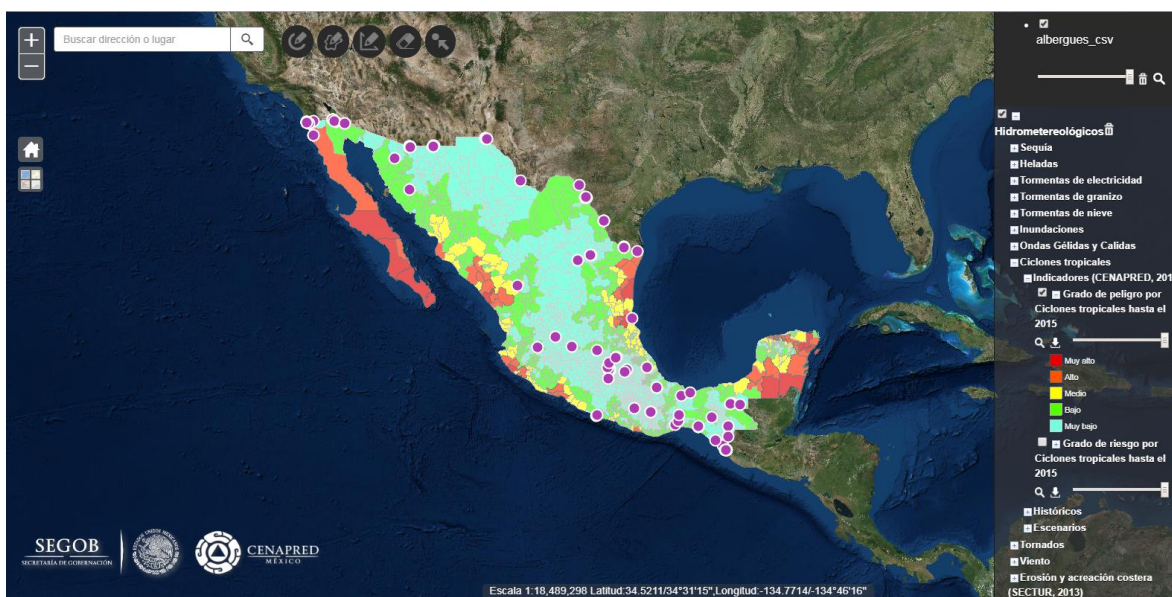 +
Buscar dirección o lugar
−
albergues_csv
Hidrometereológicos
Sequía
Heladas
Tormentas de electricidad
Tormentas de granizo
Tormentas de nieve
Inundaciones
Ondas Gélidas y Calidas
Ciclones tropicales
Indicadores (CENAPRED, 201
Grado de peligro por
Ciclones tropicales hasta el
2015
Muy alto
Alto
Medio
Bajo
Muy bajo
Grado de riesgo por
Ciclones tropicales hasta el
2015
Históricos
Escenarios
Tornados
Viento
Erosión y acreación costera
(SECTUR, 2013)
SEGOB
SECRETARÍA DE GOBERNACIÓN
CENAPRED
MÉXICO
Escala 1:18,489,298 Latitud:34.5211/34°31'15",Longitud:-134.7714/-134°46'16"